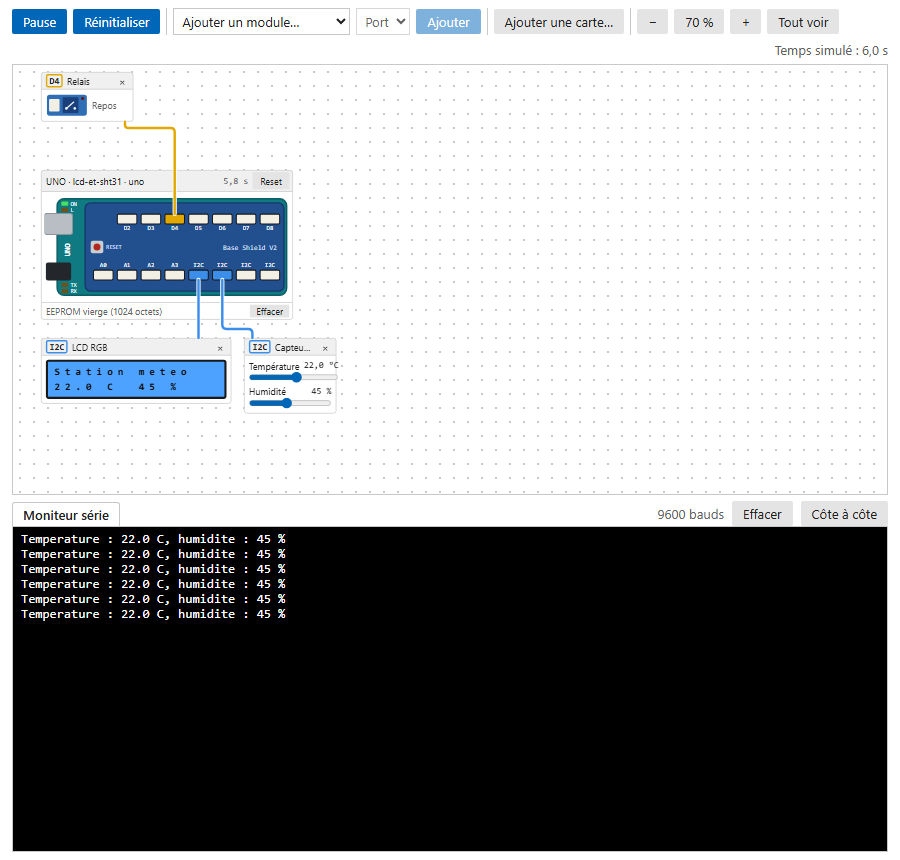 Pause Réinitialiser Ajouter un module... Port Ajouter Ajouter une carte... − 70 % + Tout voir
Temps simulé : 6,0 s
D4 Relais ×
Repos
UNO · lcd-et-sht31 · uno 5,8 s Reset
ON
L
D2 D3 D4 D5 D6 D7 D8
UNO
RESET Base Shield V2
A0 A1 A2 A3 I2C I2C I2C I2C
TX
RX
EEPROM vierge (1024 octets) Effacer
I2C LCD RGB ×
Station meteo
22.0 C 45 %
I2C Capteu... ×
Température 22,0 °C
Humidité 45 %
Moniteur série 9600 bauds Effacer Côte à côte
Temperature : 22.0 C, humidite : 45 %
Temperature : 22.0 C, humidite : 45 %
Temperature : 22.0 C, humidite : 45 %
Temperature : 22.0 C, humidite : 45 %
Temperature : 22.0 C, humidite : 45 %
Temperature : 22.0 C, humidite : 45 %